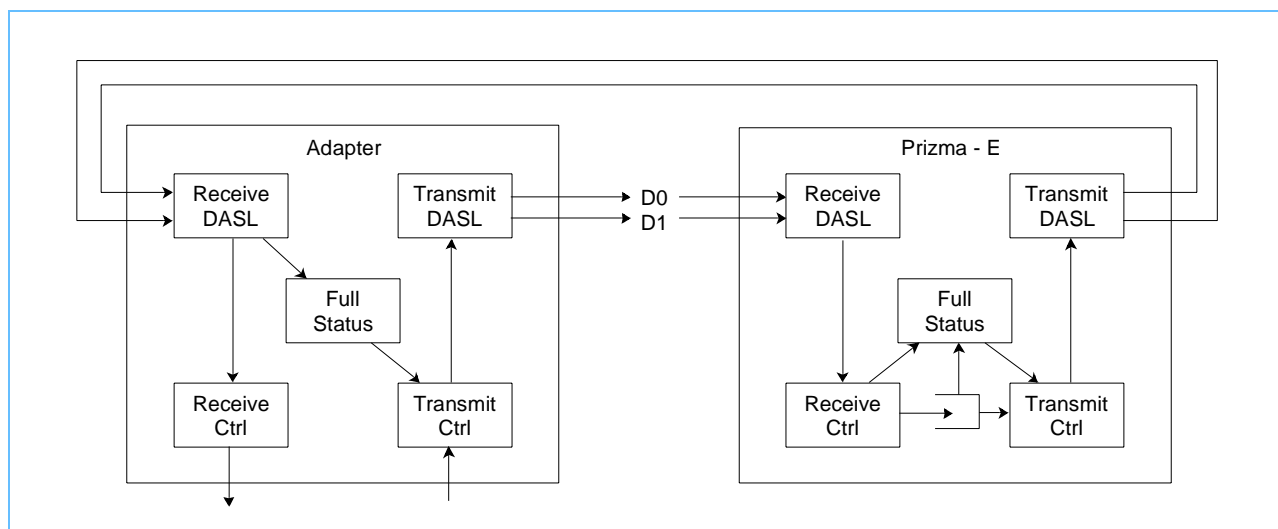 Adapter
Receive
DASL
Transmit
DASL
Full
Status
Receive
Ctrl
Transmit
Ctrl
D0
D1
Prizma - E
Receive
DASL
Transmit
DASL
Full
Status
Receive
Ctrl
Transmit
Ctrl